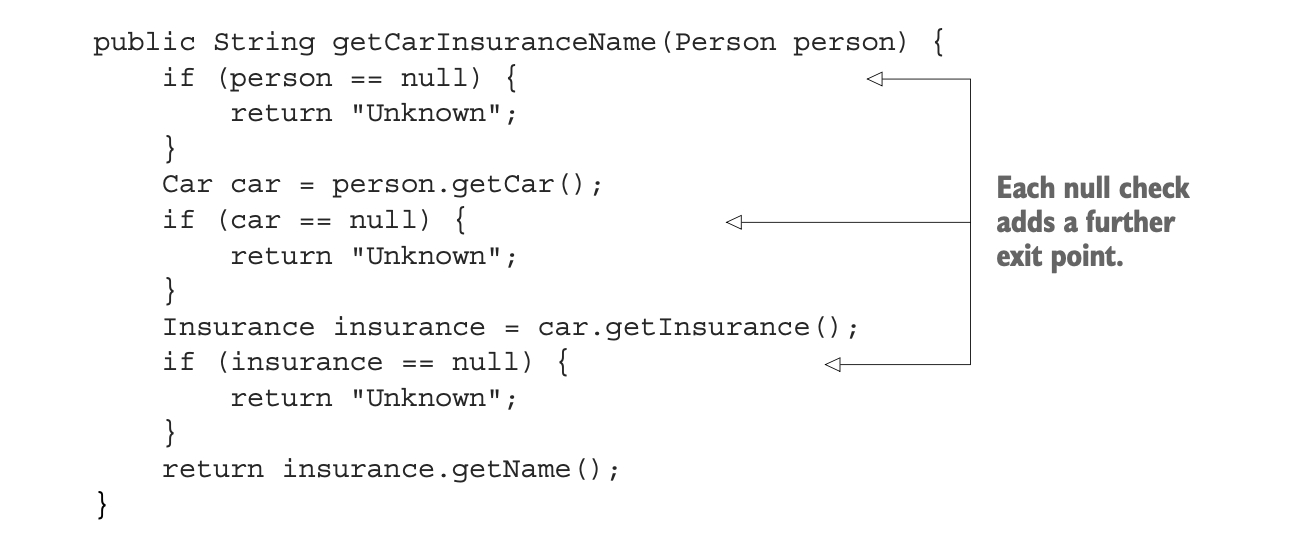 public String getCarInsuranceName(Person person) {
    if (person == null) {
        return "Unknown";
    }
    Car car = person.getCar();
    if (car == null) {
        return "Unknown";
    }
    Insurance insurance = car.getInsurance();
    if (insurance == null) {
        return "Unknown";
    }
    return insurance.getName();
}
Each null check
adds a further
exit point.